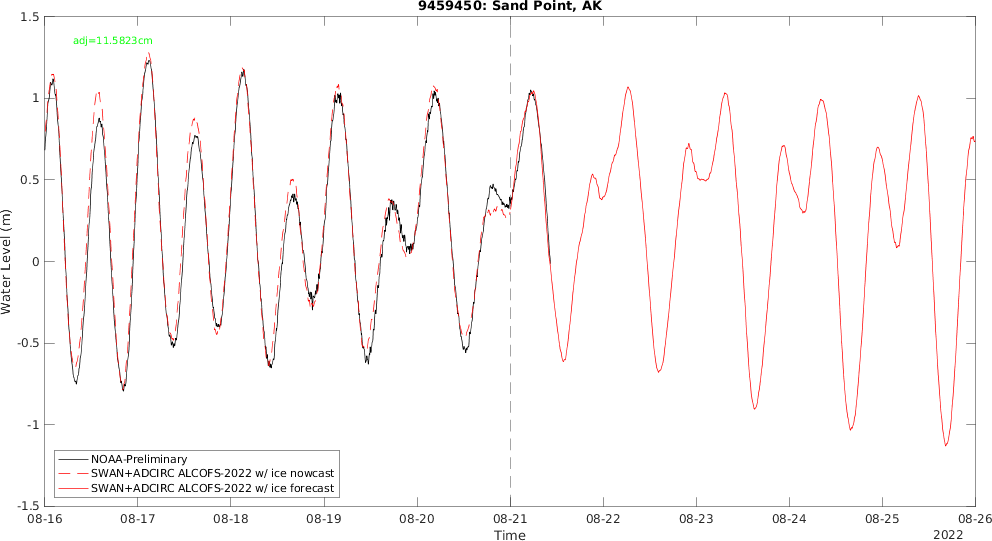 9459450: Sand Point, AK
adj=11.5823cm
1.5
1
0.5
0
-0.5
-1
-1.5
Water Level (m)
NOAA-Preliminary
SWAN+ADCIRC ALCOFS-2022 w/ ice nowcast
SWAN+ADCIRC ALCOFS-2022 w/ ice forecast
08-16 08-17 08-18 08-19 08-20 08-21 08-22 08-23 08-24 08-25 08-26
Time
2022